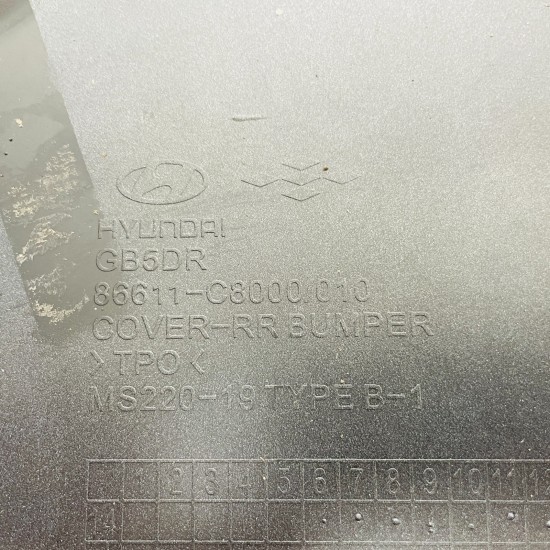 HYUNDAI
GB5DR
86611-C8000/010
COVER-RR BUMPER
>TPO<
MS220-19 TYPE B-1
1 2 3 4 5 6 7 8 9 10 11
14